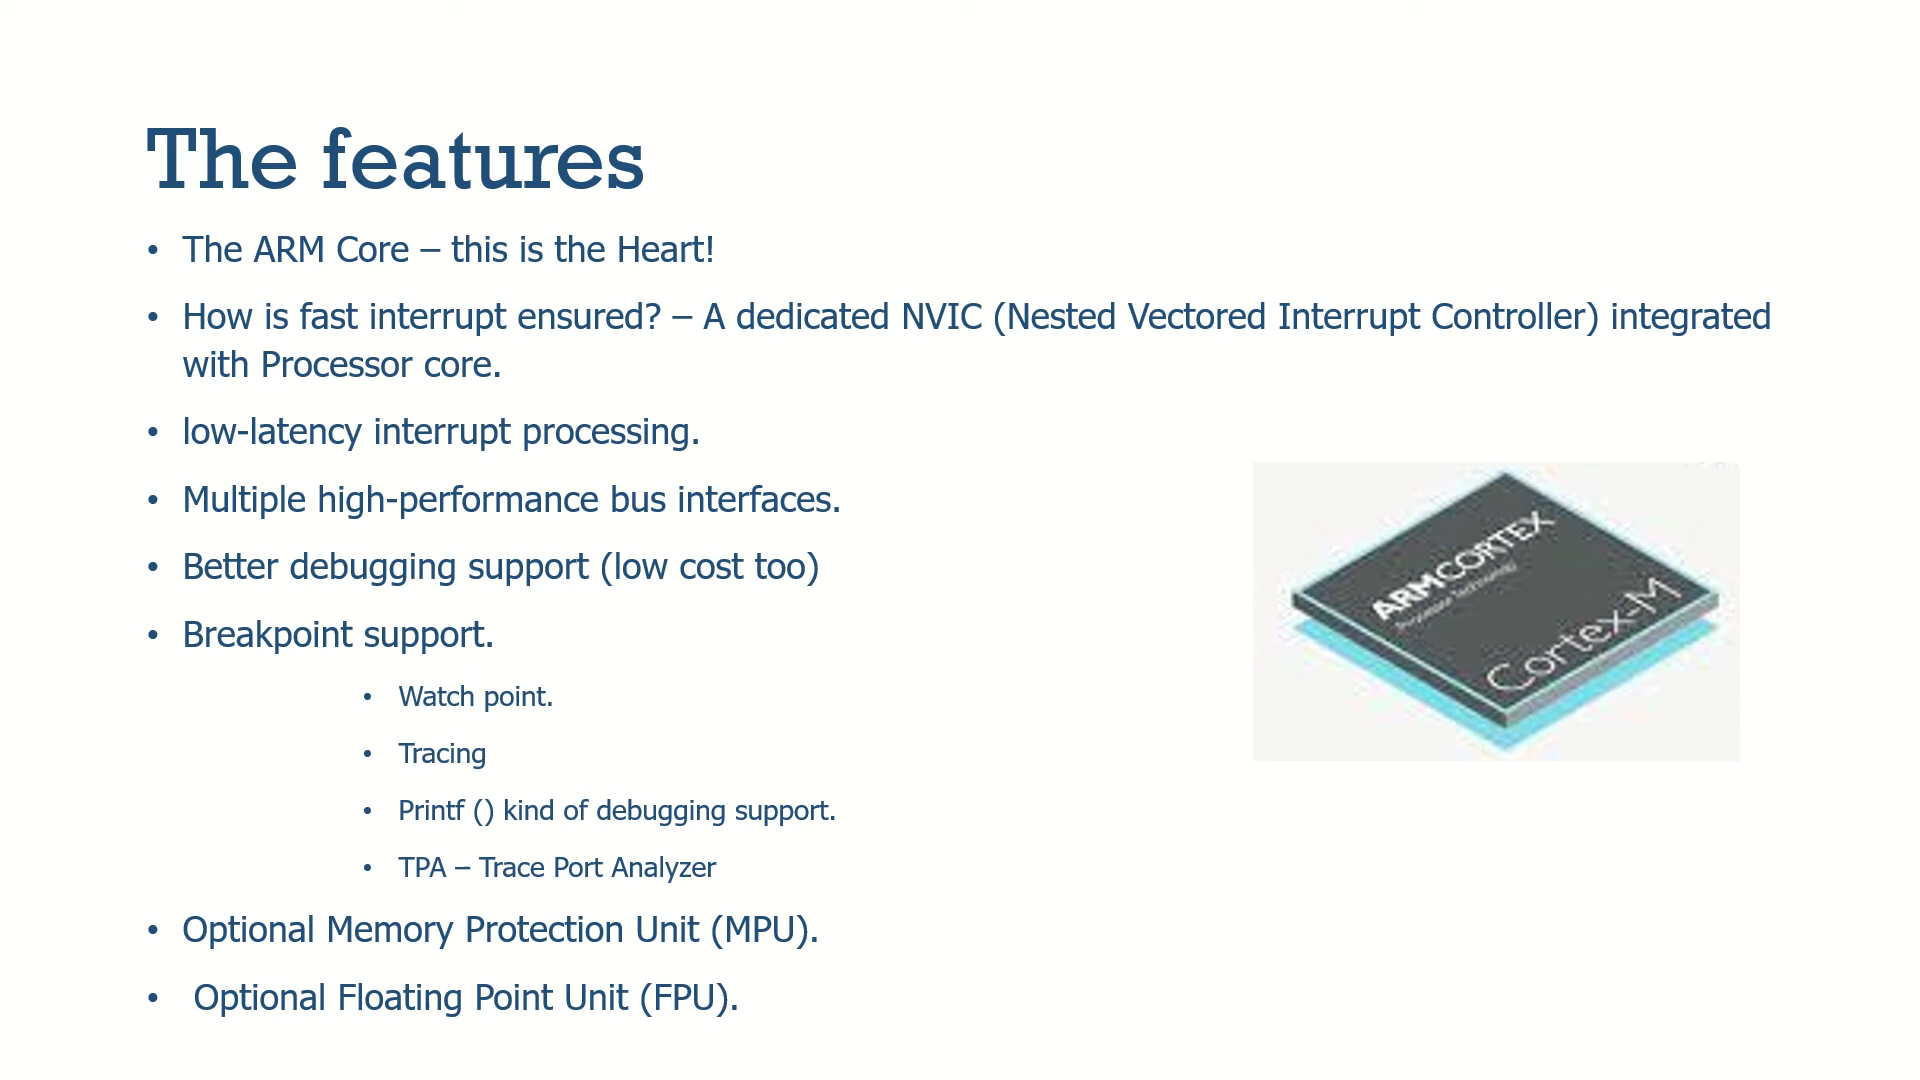 The features
• The ARM Core – this is the Heart!
• How is fast interrupt ensured? – A dedicated NVIC (Nested Vectored Interrupt Controller) integrated
with Processor core.
• low-latency interrupt processing.
• Multiple high-performance bus interfaces.
• Better debugging support (low cost too)
• Breakpoint support.
• Watch point.
• Tracing
• Printf () kind of debugging support.
• TPA – Trace Port Analyzer
• Optional Memory Protection Unit (MPU).
• Optional Floating Point Unit (FPU).
ARMCORTEX
Processor Technology
Cortex-M